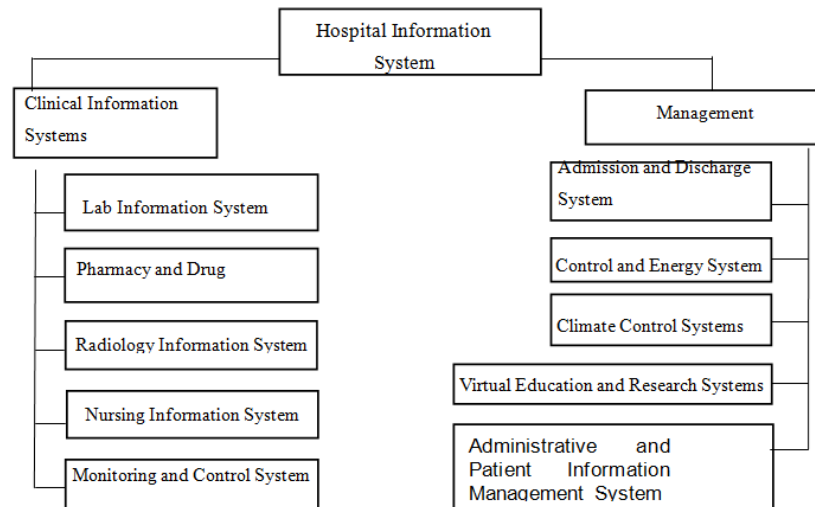 Hospital Information
System
Clinical Information
Systems
Lab Information System
Pharmacy and Drug
Radiology Information System
Nursing Information System
Monitoring and Control System
Management
Admission and Discharge
System
Control and Energy System
Climate Control Systems
Virtual Education and Research Systems
Administrative and
Patient Information
Management System